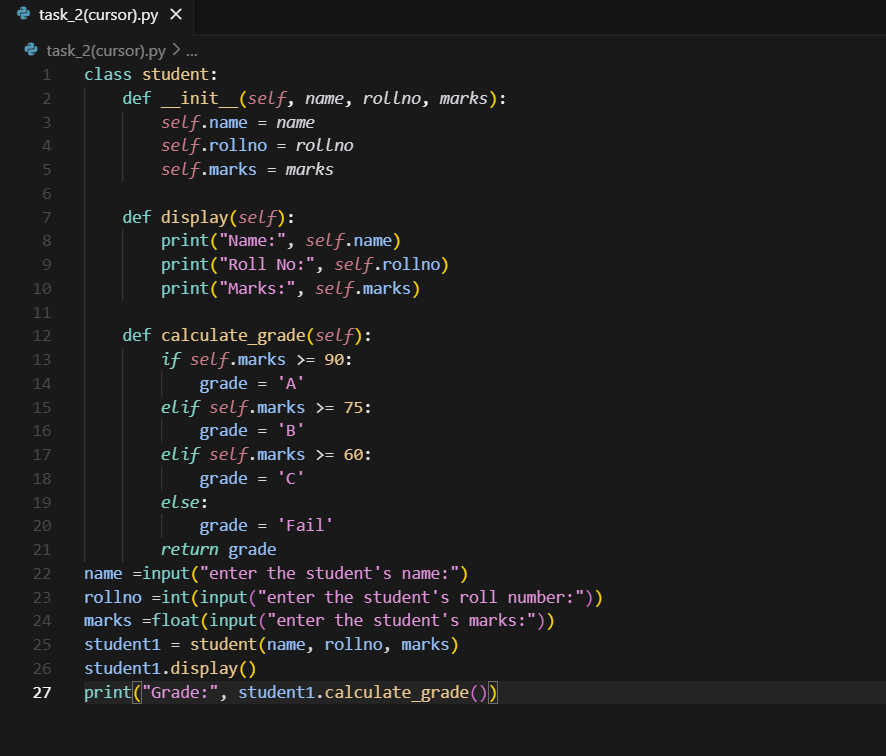 task_2(cursor).py ×
task_2(cursor).py > ...
1 class student:
2     def __init__(self, name, rollno, marks):
3         self.name = name
4         self.rollno = rollno
5         self.marks = marks
6
7     def display(self):
8         print("Name:", self.name)
9         print("Roll No:", self.rollno)
10         print("Marks:", self.marks)
11
12     def calculate_grade(self):
13         if self.marks >= 90:
14             grade = 'A'
15         elif self.marks >= 75:
16             grade = 'B'
17         elif self.marks >= 60:
18             grade = 'C'
19         else:
20             grade = 'Fail'
21         return grade
22 name =input("enter the student's name:")
23 rollno =int(input("enter the student's roll number:"))
24 marks =float(input("enter the student's marks:"))
25 student1 = student(name, rollno, marks)
26 student1.display()
27 print("Grade:", student1.calculate_grade())